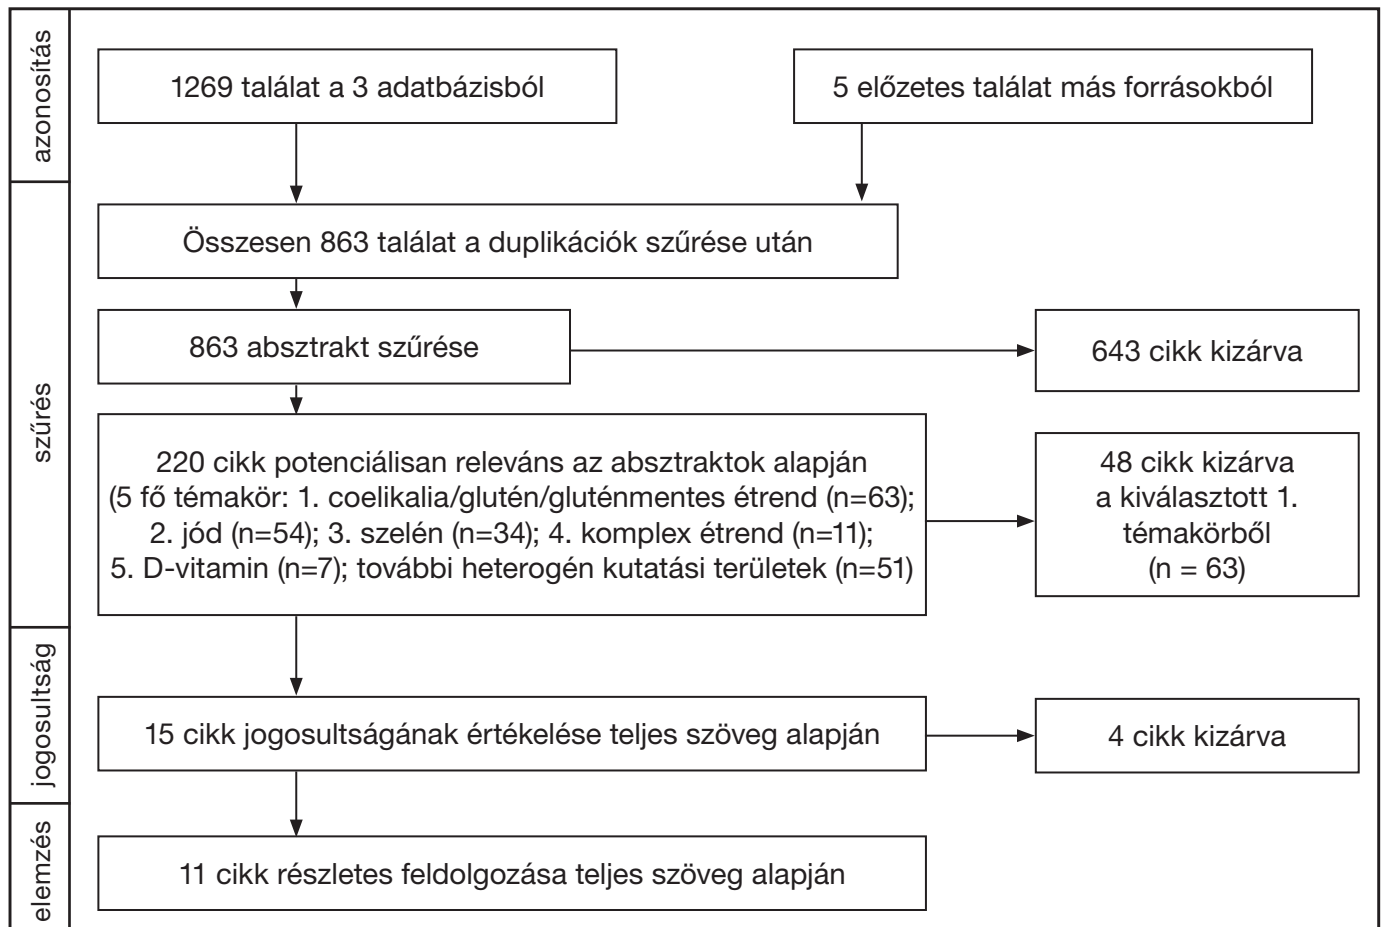 azonosítás
1269 találat a 3 adatbázisból
5 előzetes találat más forrásokból
szűrés
Összesen 863 találat a duplikációk szűrése után
863 absztrakt szűrése
643 cikk kizárva
220 cikk potenciálisan releváns az absztraktok alapján
(5 fő témakör: 1. coelikalia/glutén/gluténmentes étrend (n=63);
2. jód (n=54); 3. szelén (n=34); 4. komplex étrend (n=11);
5. D-vitamin (n=7); további heterogén kutatási területek (n=51)
48 cikk kizárva
a kiválasztott 1.
témakörből
(n = 63)
jogosultság
15 cikk jogosultságának értékelése teljes szöveg alapján
4 cikk kizárva
elemzés
11 cikk részletes feldolgozása teljes szöveg alapján